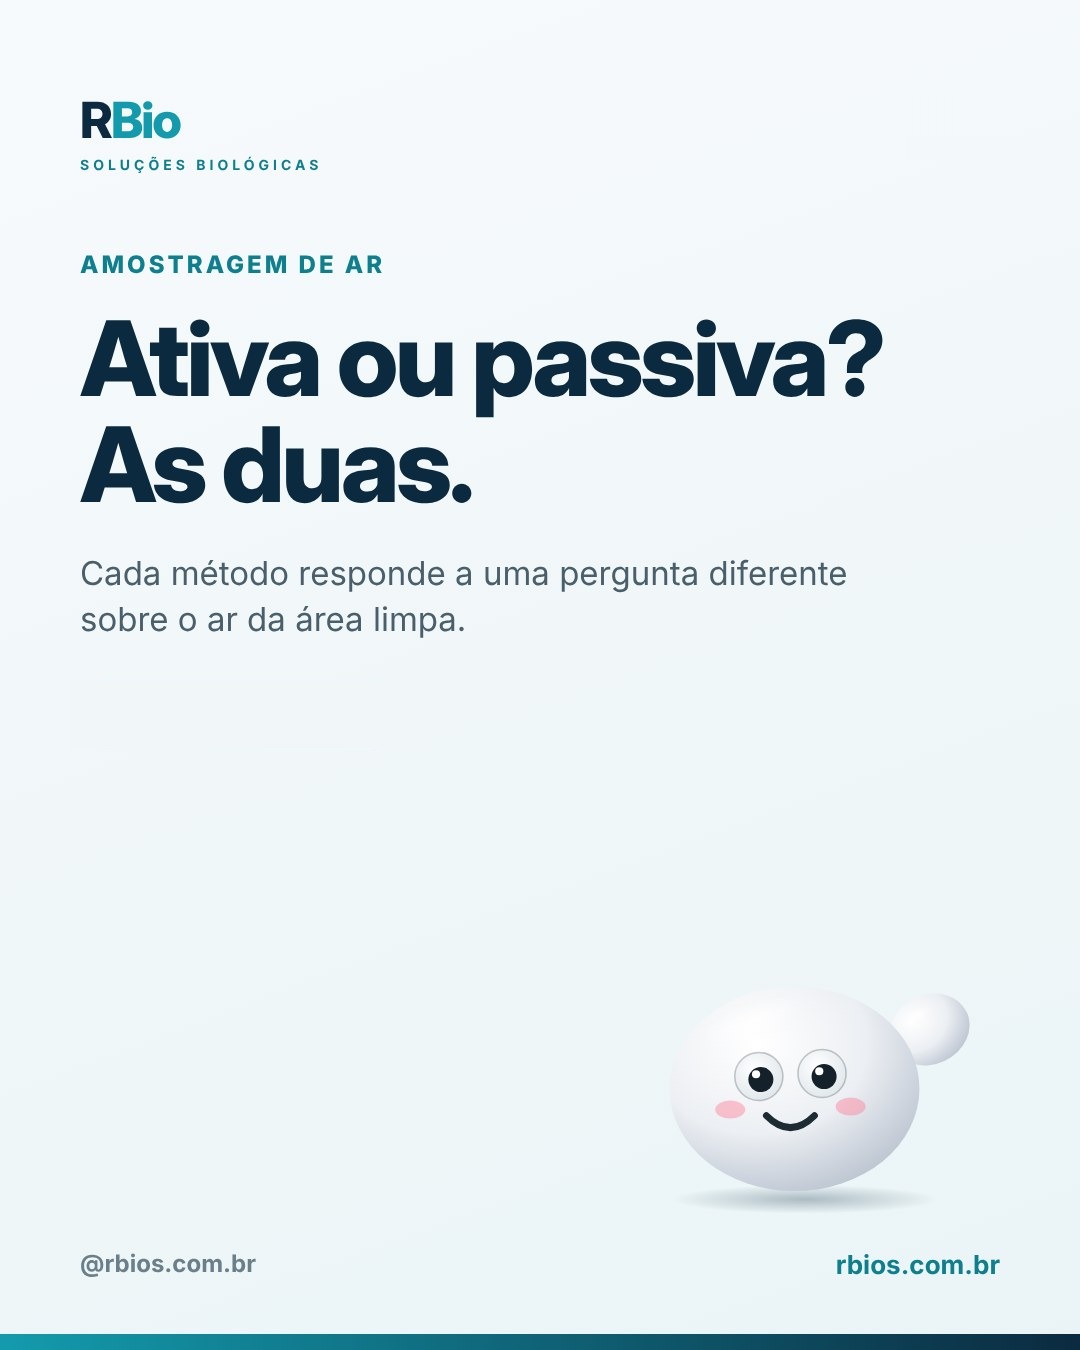 RBio
SOLUÇÕES BIOLÓGICAS
AMOSTRAGEM DE AR
Ativa ou passiva?
As duas.
Cada método responde a uma pergunta diferente
sobre o ar da área limpa.
@rbios.com.br
rbios.com.br